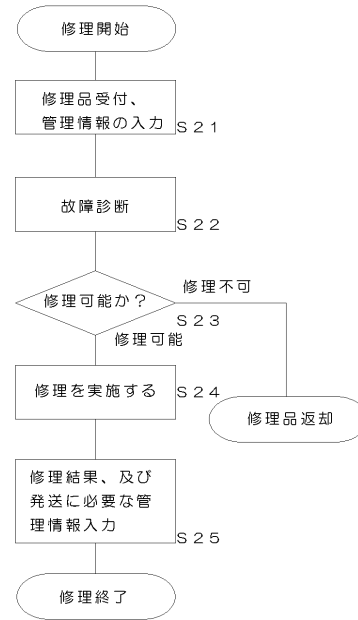 修理開始
修理品受付、
管理情報の入力
S21
故障診断
S22
修理可能か？
修理不可
S23
修理可能
修理を実施する
S24
修理品返却
修理結果、及び
発送に必要な管
理情報入力
S25
修理終了